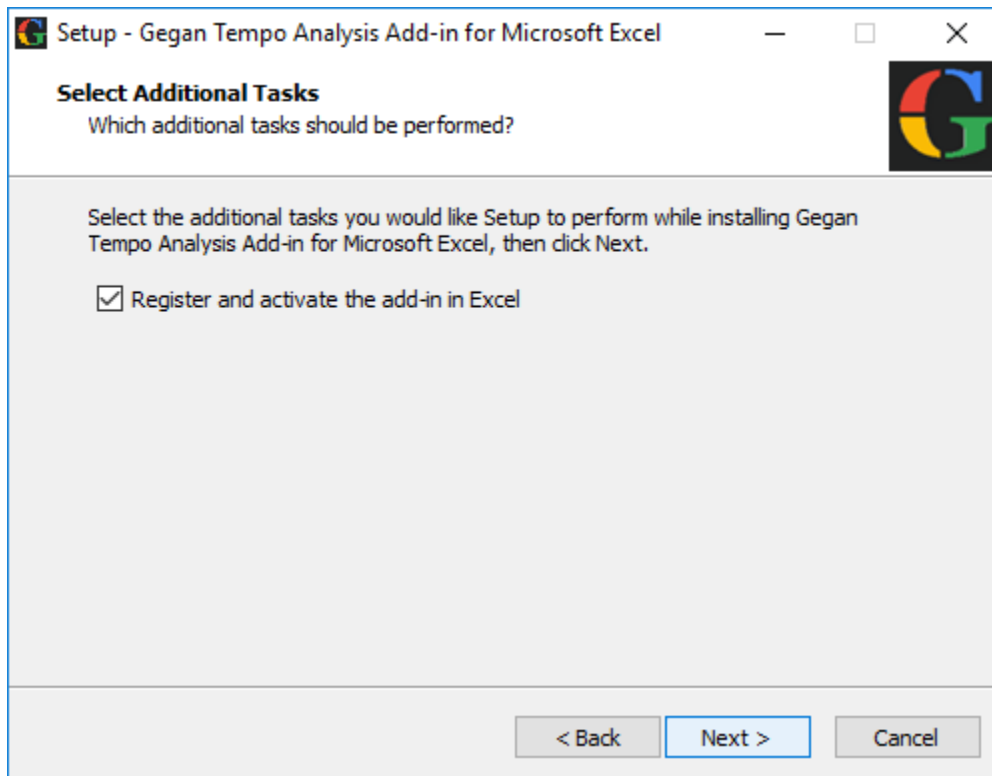 Setup - Gegan Tempo Analysis Add-in for Microsoft Excel
Select Additional Tasks
Which additional tasks should be performed?
Select the additional tasks you would like Setup to perform while installing Gegan
Tempo Analysis Add-in for Microsoft Excel, then click Next.
Register and activate the add-in in Excel
< Back
Next >
Cancel